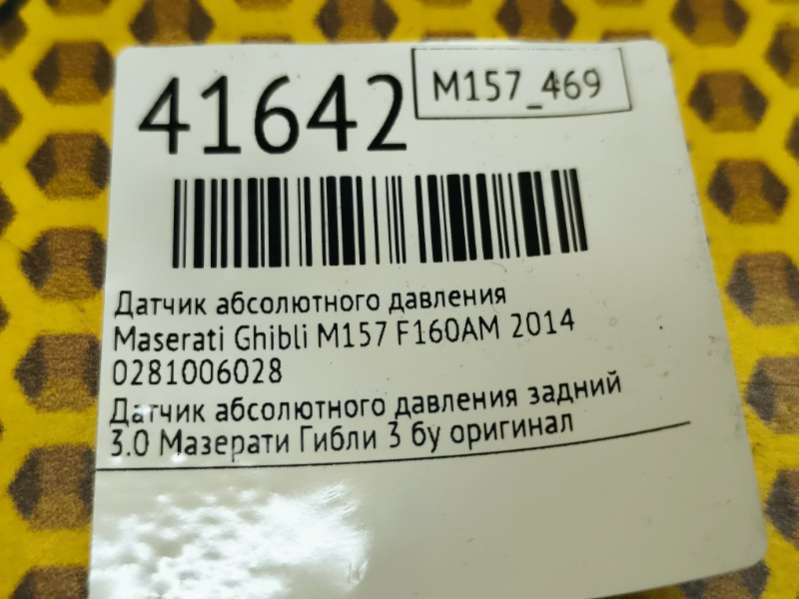 41642
M157_469
Датчик абсолютного давления
Maserati Ghibli M157 F160AM 2014
0281006028
Датчик абсолютного давления задний
3.0 Мазерати Гибли 3 бу оригинал